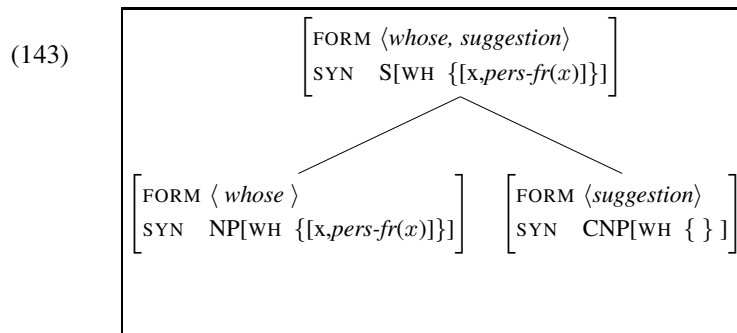 (143)
FORM ⟨whose, suggestion⟩
SYN S[WH {[x,pers-fr(x)]}]
FORM ⟨ whose ⟩
SYN NP[WH {[x,pers-fr(x)]}]
FORM ⟨suggestion⟩
SYN CNP[WH { } ]